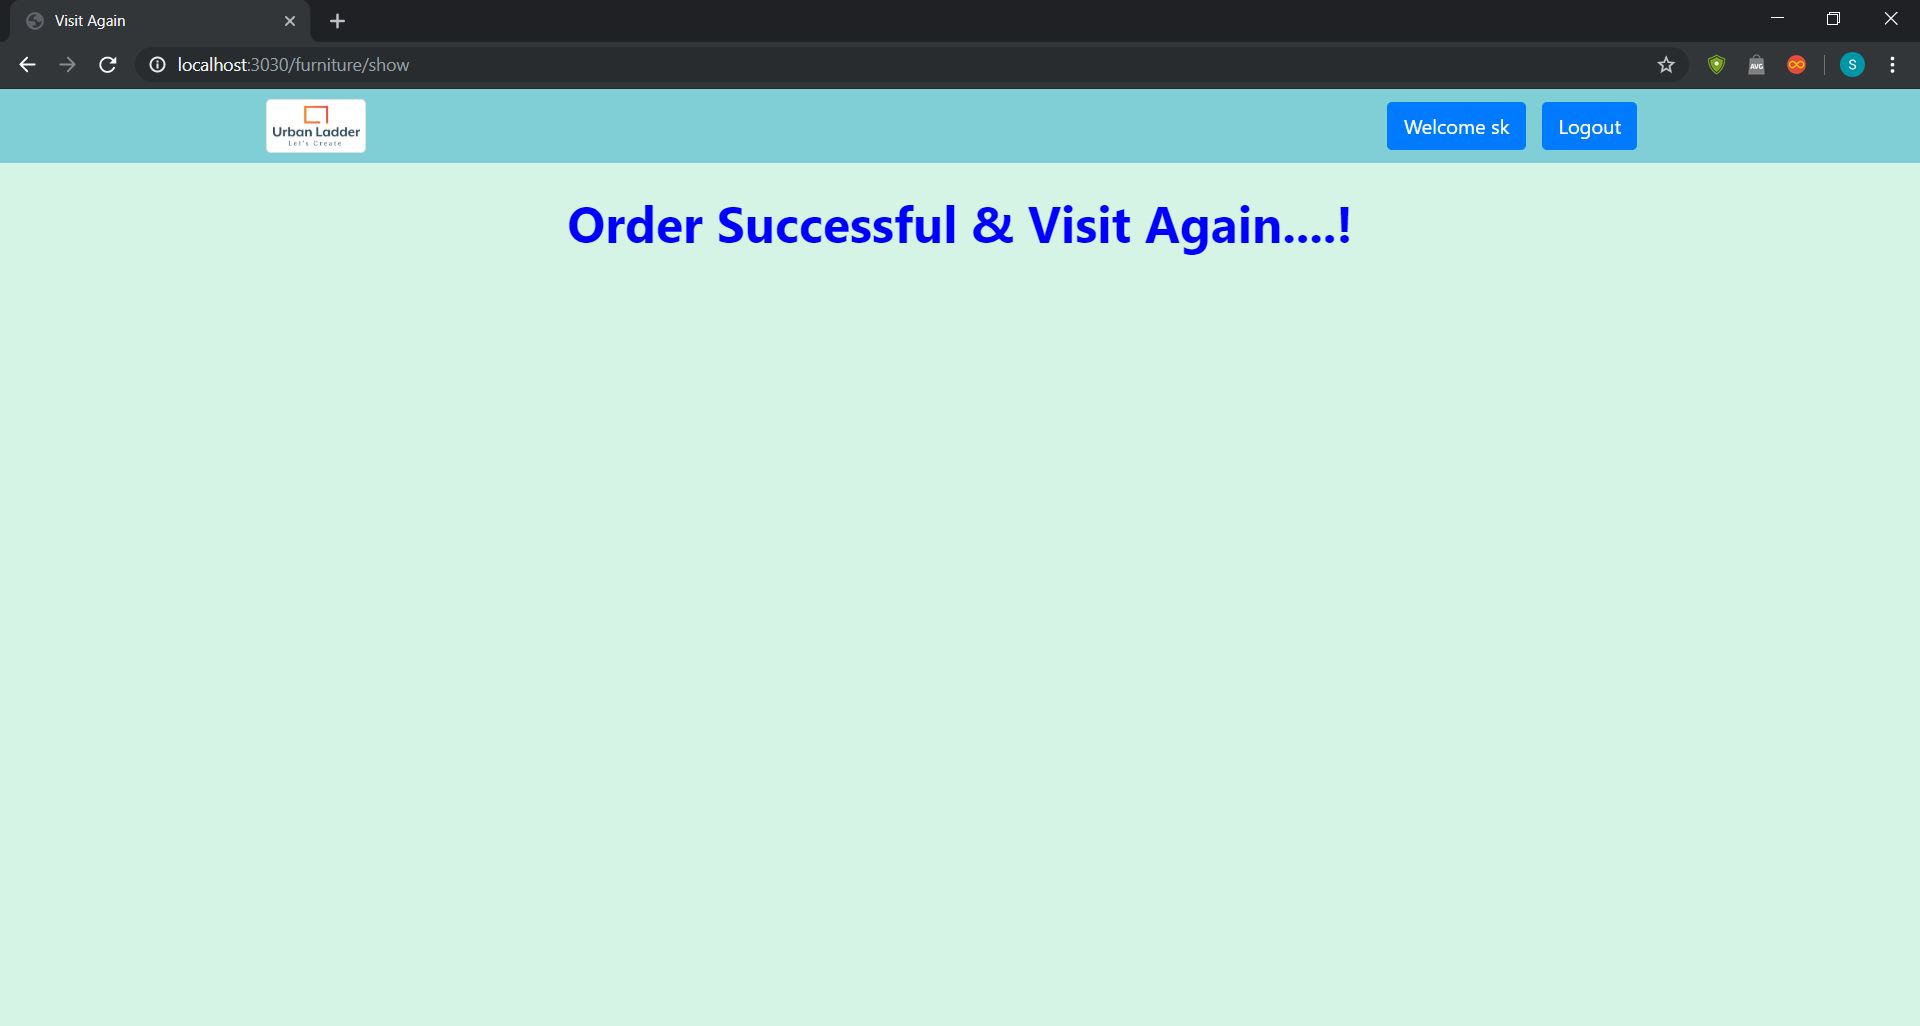 Visit Again
localhost:3030/furniture/show
AVG
S
Urban Ladder
Let's Create
Welcome sk
Logout
Order Successful & Visit Again....!